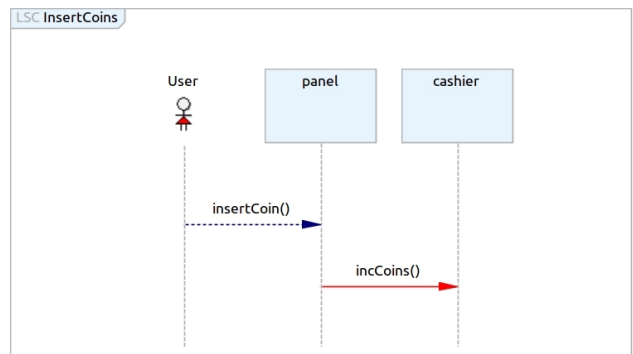 LSC InsertCoins
User
panel
cashier
insertCoin()
incCoins()